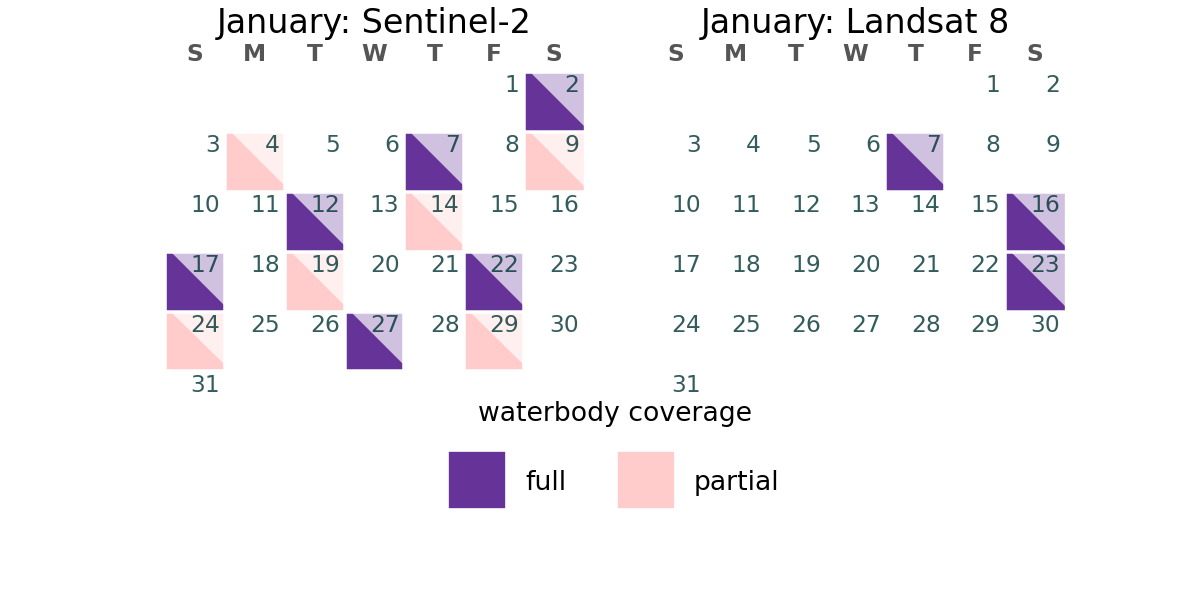 January: Sentinel-2
S M T W T F S
1 2
3 4 5 6 7 8 9
10 11 12 13 14 15 16
17 18 19 20 21 22 23
24 25 26 27 28 29 30
31
January: Landsat 8
S M T W T F S
1 2
3 4 5 6 7 8 9
10 11 12 13 14 15 16
17 18 19 20 21 22 23
24 25 26 27 28 29 30
31
waterbody coverage
full partial